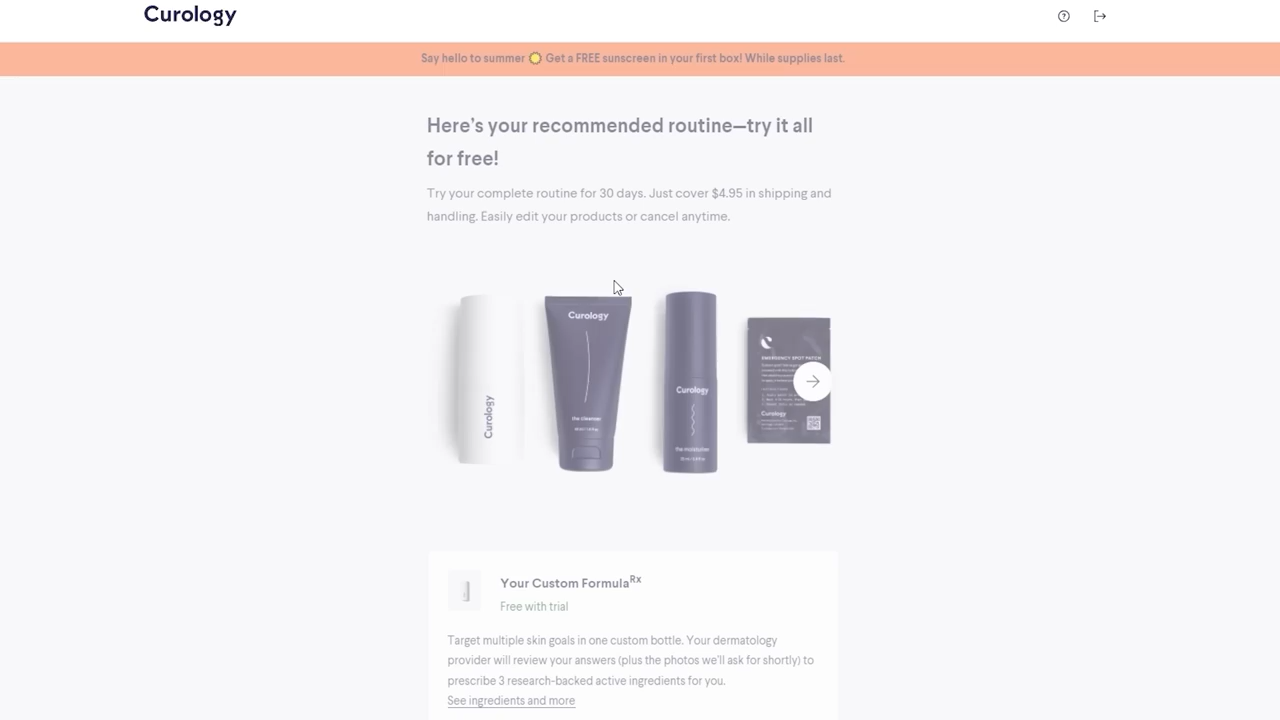 Curology
Say hello to summer Get a FREE sunscreen in your first box! While supplies last.
Here's your recommended routine—try it all
for free!
Try your complete routine for 30 days. Just cover $4.95 in shipping and
handling. Easily edit your products or cancel anytime.
Curology
Curology
the cleanser
Curology
the moisturizer
EMERGENCY SPOT PATCH
Curology
Your Custom FormulaRx
Free with trial
Target multiple skin goals in one custom bottle. Your dermatology
provider will review your answers (plus the photos we'll ask for shortly) to
prescribe 3 research-backed active ingredients for you.
See ingredients and more